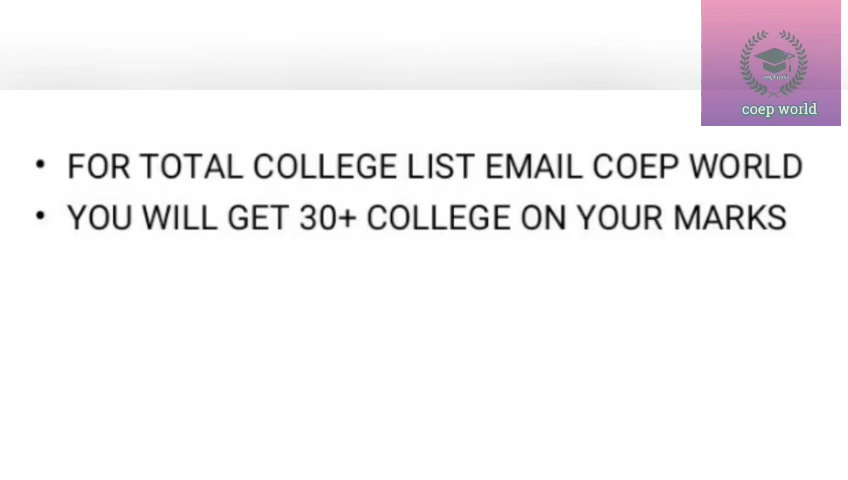 coep world
• FOR TOTAL COLLEGE LIST EMAIL COEP WORLD
• YOU WILL GET 30+ COLLEGE ON YOUR MARKS